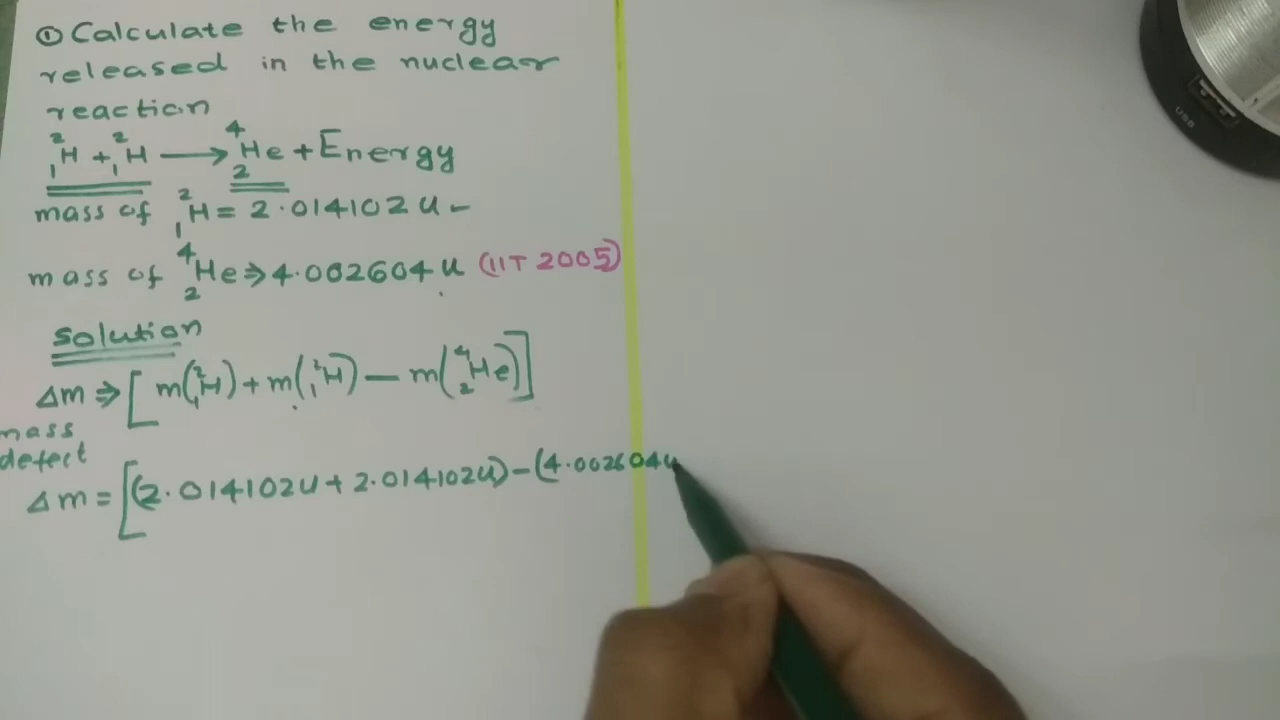 ① Calculate the energy
released in the nuclear
reaction
²₁H + ²₁H ⟶ ⁴₂He + Energy
mass of ²₁H = 2.014102 u -
mass of ⁴₂He ⇒ 4.002604 u (IIT 2005)
Solution
Δm ⇒ [m(²₁H) + m(²₁H) — m(⁴₂He)]
mass
defect
Δm = [(2.014102u + 2.014102u) - (4.002604u
USB